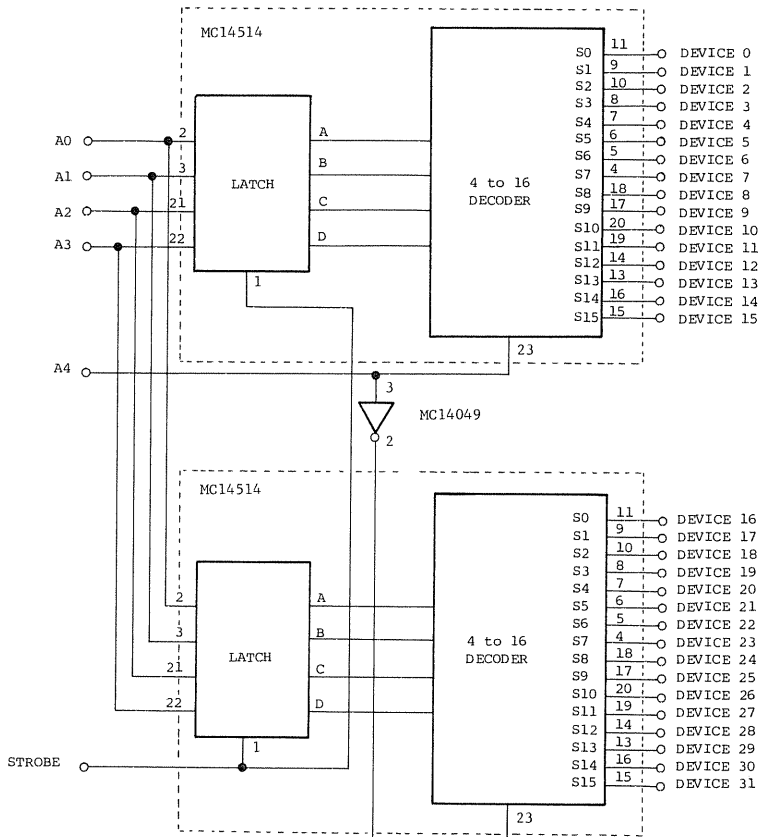 MC14514
S0 11 DEVICE 0
S1 9 DEVICE 1
S2 10 DEVICE 2
S3 8 DEVICE 3
A0 2 A S4 7 DEVICE 4
S5 6 DEVICE 5
A1 3 B S6 5 DEVICE 6
LATCH 4 to 16 S7 4 DEVICE 7
DECODER S8 18 DEVICE 8
A2 21 C S9 17 DEVICE 9
S10 20 DEVICE 10
A3 22 D S11 19 DEVICE 11
S12 14 DEVICE 12
1 S13 13 DEVICE 13
S14 16 DEVICE 14
S15 15 DEVICE 15
23
A4
3
MC14049
2
MC14514
S0 11 DEVICE 16
S1 9 DEVICE 17
S2 10 DEVICE 18
S3 8 DEVICE 19
S4 7 DEVICE 20
2 A S5 6 DEVICE 21
S6 5 DEVICE 22
3 B 4 to 16 S7 4 DEVICE 23
LATCH DECODER S8 18 DEVICE 24
21 C S9 17 DEVICE 25
S10 20 DEVICE 26
22 D S11 19 DEVICE 27
S12 14 DEVICE 28
1 S13 13 DEVICE 29
STROBE S14 16 DEVICE 30
S15 15 DEVICE 31
23